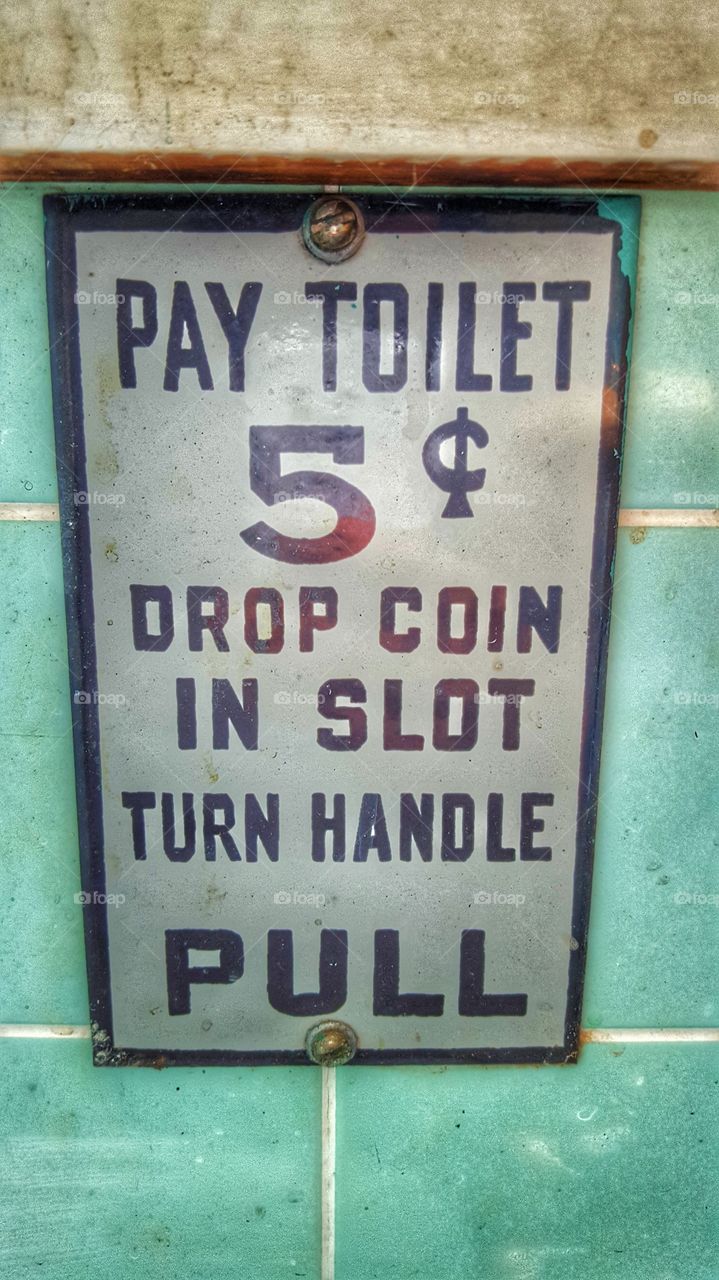 PAY TOILET
5¢
DROP COIN
IN SLOT
TURN HANDLE
PULL